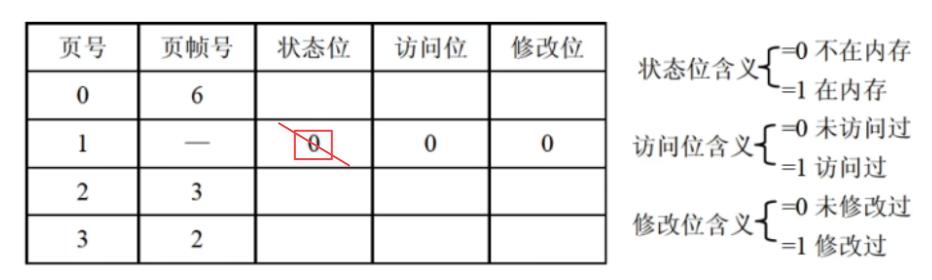 页号 页帧号 状态位 访问位 修改位
0 6
1 — 0 0 0
2 3
3 2
状态位含义 =0 不在内存
=1 在内存
访问位含义 =0 未访问过
=1 访问过
修改位含义 =0 未修改过
=1 修改过